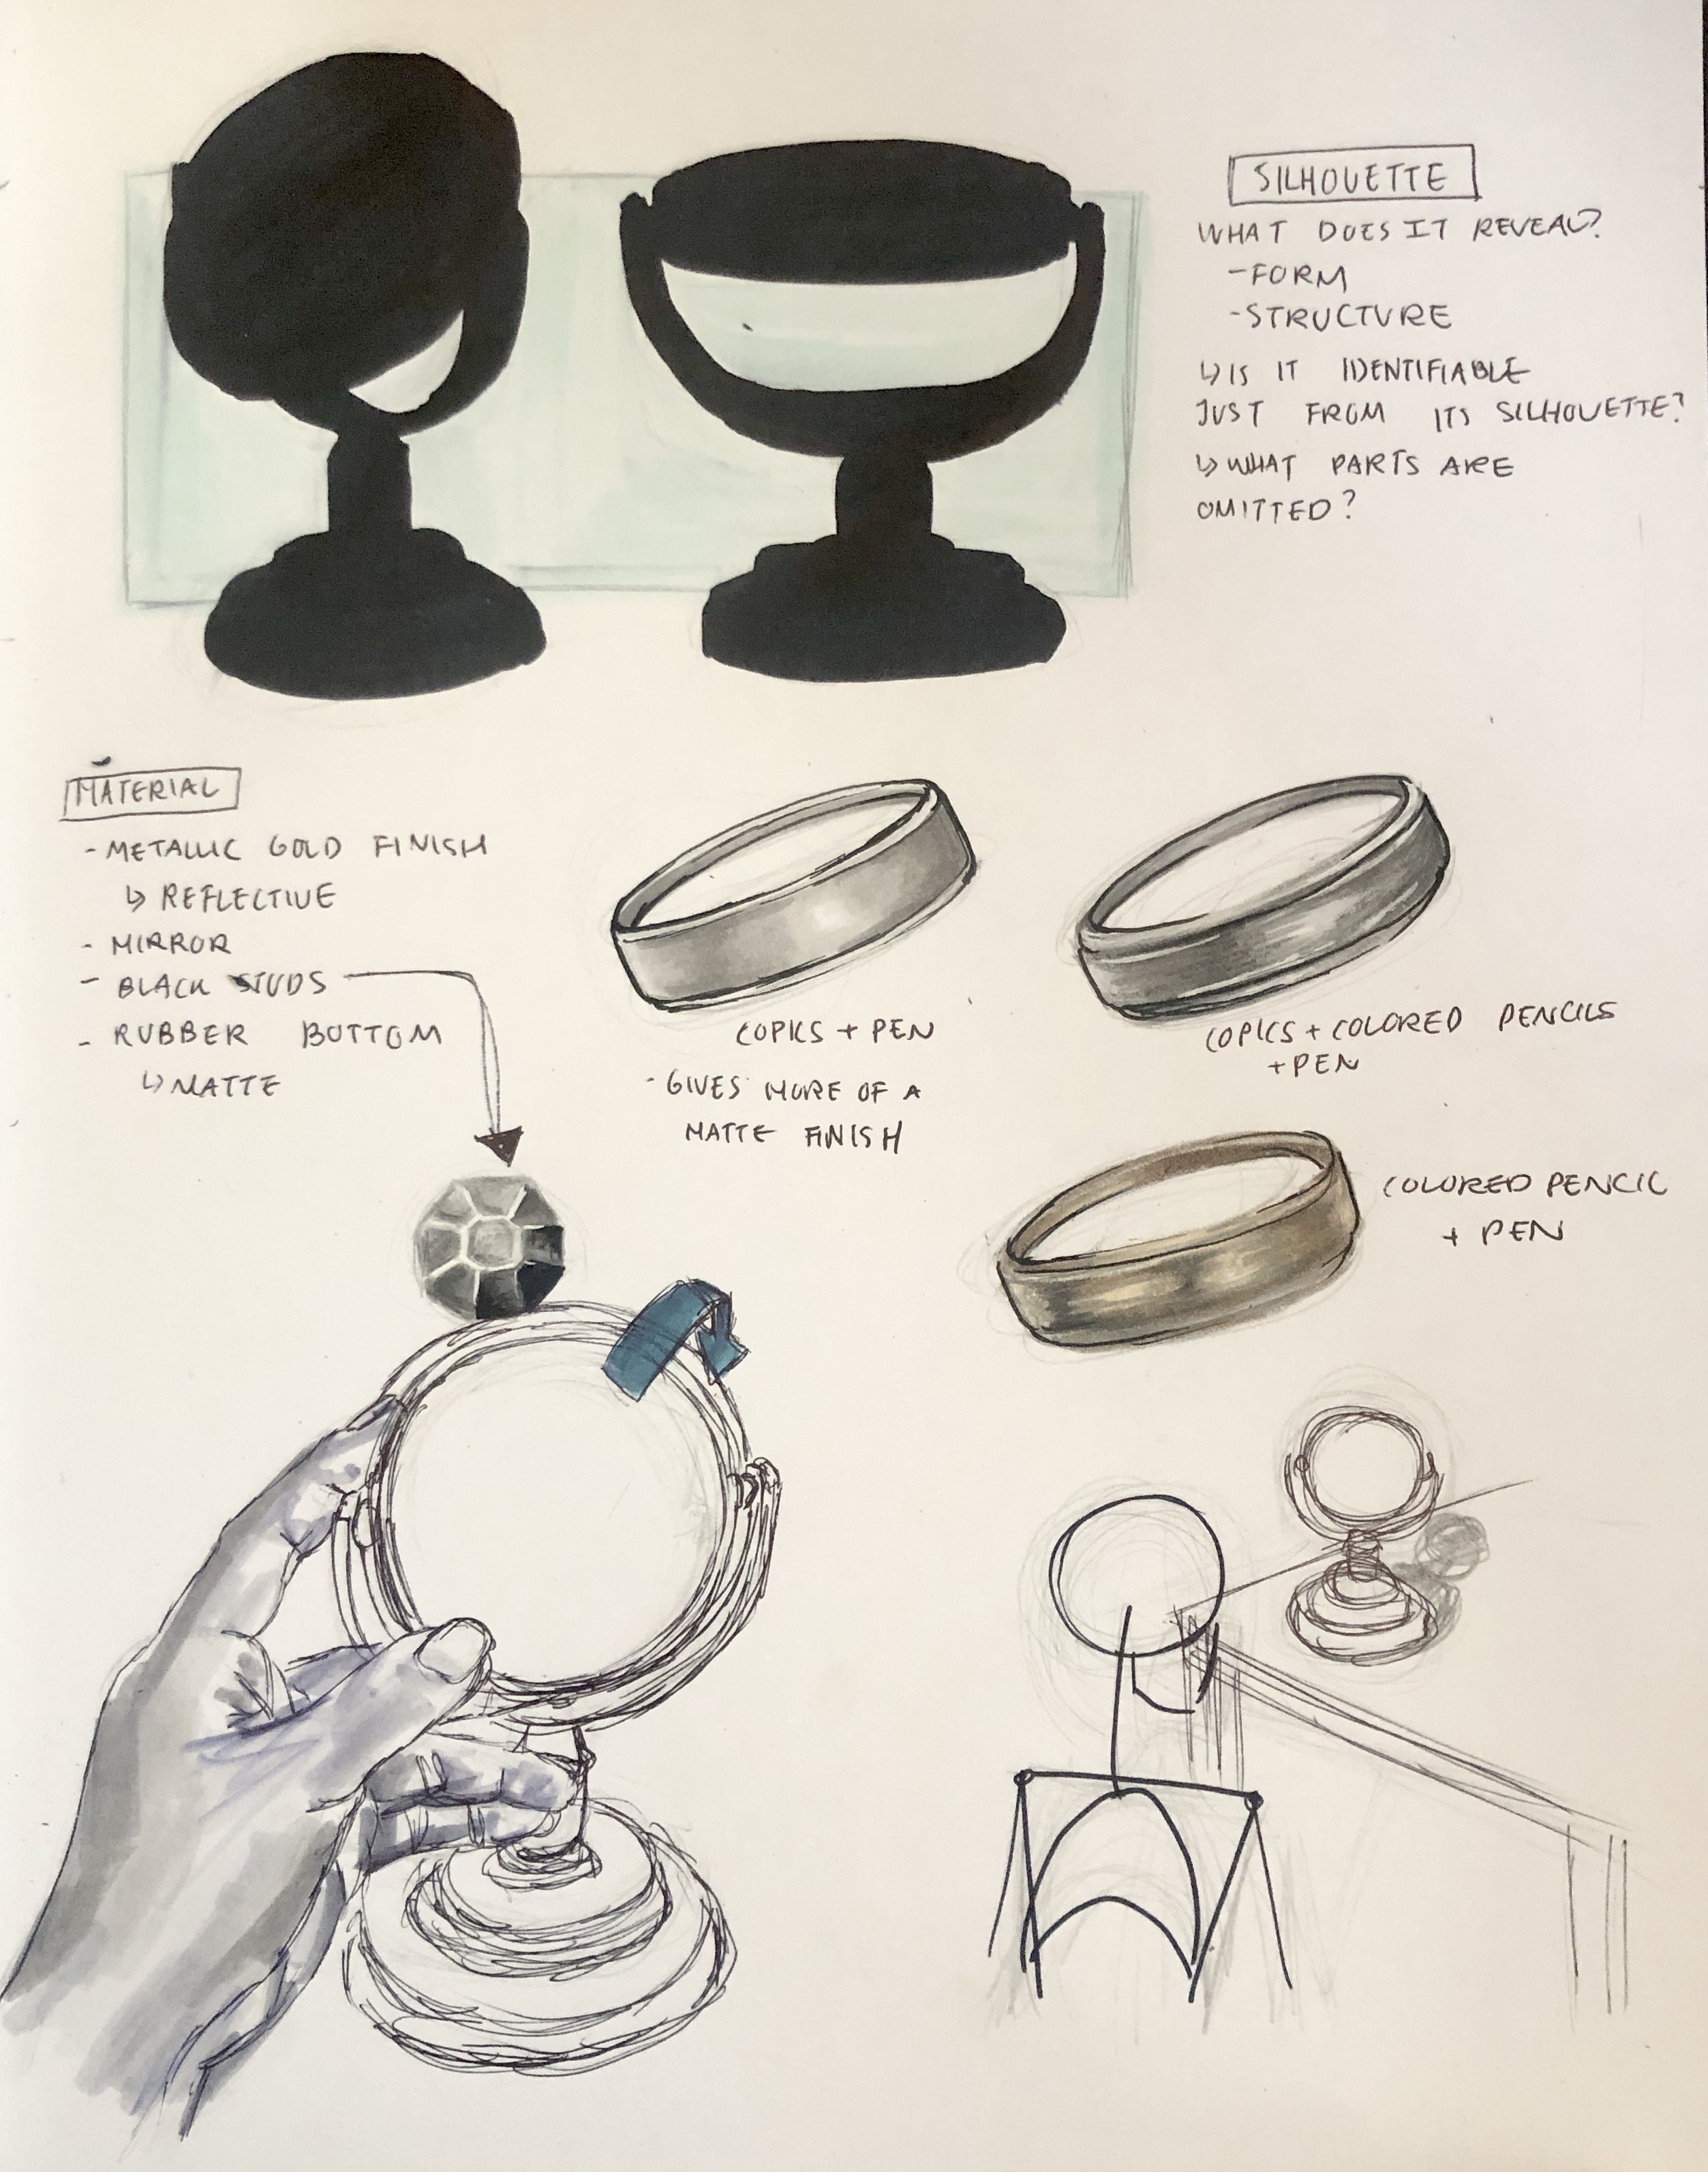 SILHOUETTE
WHAT DOES IT REVEAL?
-FORM
-STRUCTURE
↳IS IT IDENTIFIABLE
JUST FROM ITS SILHOUETTE?
↳WHAT PARTS ARE
OMITTED?
MATERIAL
-METALLIC GOLD FINISH
↳REFLECTIVE
- MIRROR
- BLACK STUDS
- RUBBER BOTTOM
↳MATTE
COPICS + PEN
-GIVES MORE OF A
MATTE FINISH
COPICS + COLORED PENCILS
+PEN
COLORED PENCIL
+ PEN